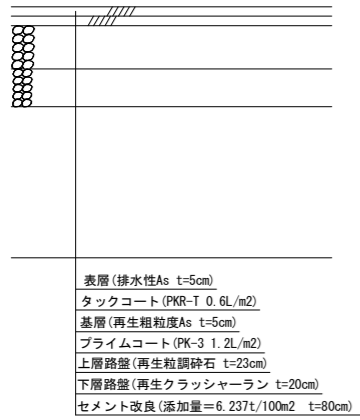 表層(排水性As t=5cm)
タックコート(PKR-T 0.6L/m2)
基層(再生粗粒度As t=5cm)
プライムコート(PK-3 1.2L/m2)
上層路盤(再生粒調砕石 t=23cm)
下層路盤(再生クラッシャーラン t=20cm)
セメント改良(添加量=6.237t/100m2 t=80cm)